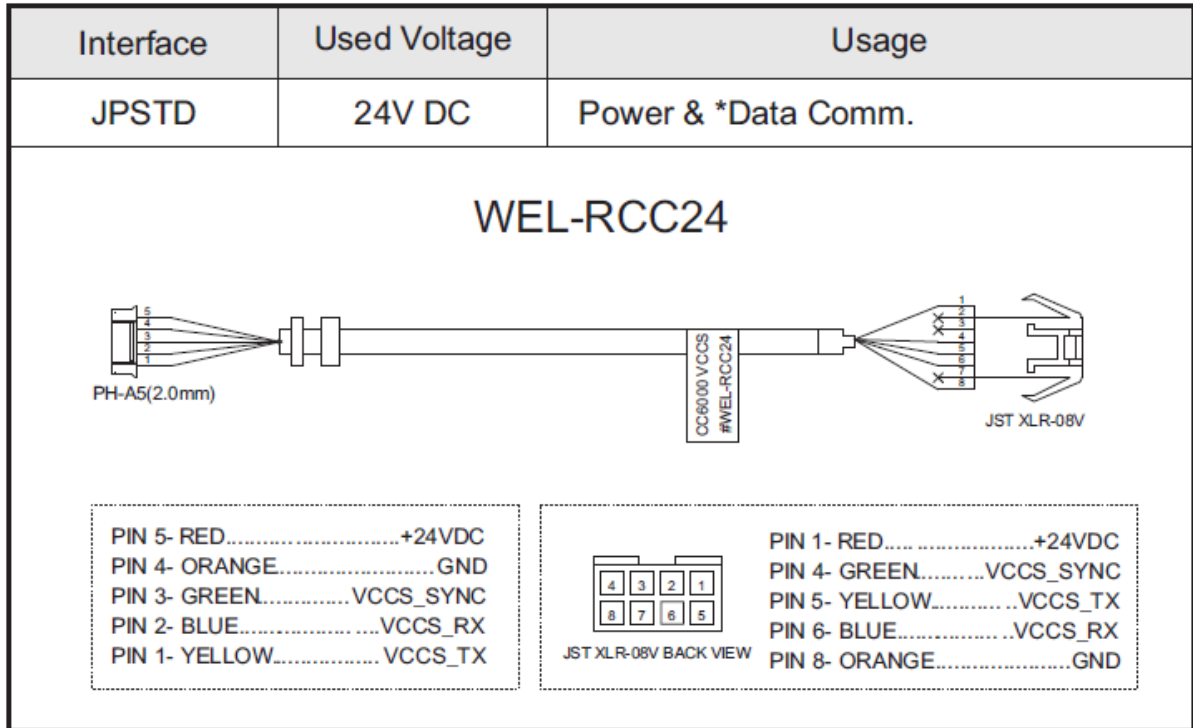 Interface Used Voltage Usage
JPSTD 24V DC Power & *Data Comm.
WEL-RCC24
5
4
3
2
1
PH-A5(2.0mm)
CC6000 VCCS
#WEL-RCC24
1
2
3
4
5
6
7
8
JST XLR-08V
PIN 5- RED............................+24VDC
PIN 4- ORANGE.........................GND
PIN 3- GREEN..............VCCS_SYNC
PIN 2- BLUE......................VCCS_RX
PIN 1- YELLOW.................VCCS_TX
4 3 2 1
8 7 6 5
JST XLR-08V BACK VIEW
PIN 1- RED........................+24VDC
PIN 4- GREEN..........VCCS_SYNC
PIN 5- YELLOW.............VCCS_TX
PIN 6- BLUE...................VCCS_RX
PIN 8- ORANGE......................GND